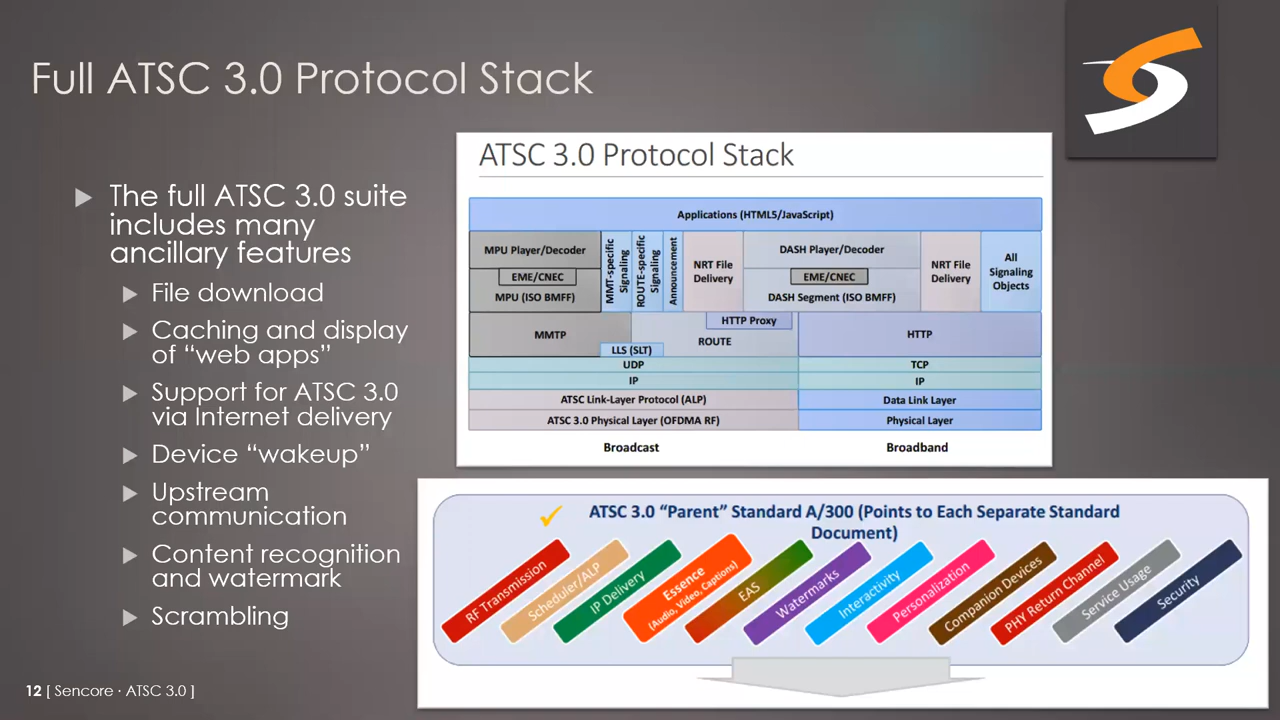 Full ATSC 3.0 Protocol Stack
The full ATSC 3.0 suite
includes many
ancillary features
File download
Caching and display
of “web apps”
Support for ATSC 3.0
via Internet delivery
Device “wakeup”
Upstream
communication
Content recognition
and watermark
Scrambling
ATSC 3.0 Protocol Stack
Applications (HTML5/JavaScript)
MPU Player/Decoder
EME/CNEC
MPU (ISO BMFF)
MMT-specific
Signaling
ROUTE-specific
Signaling
Announcement
NRT File
Delivery
DASH Player/Decoder
EME/CNEC
DASH Segment (ISO BMFF)
NRT File
Delivery
All
Signaling
Objects
MMTP
LLS (SLT)
HTTP Proxy
ROUTE
HTTP
UDP
TCP
IP
IP
ATSC Link-Layer Protocol (ALP)
Data Link Layer
ATSC 3.0 Physical Layer (OFDMA RF)
Physical Layer
Broadcast
Broadband
ATSC 3.0 “Parent” Standard A/300 (Points to Each Separate Standard
Document)
RF Transmission
Scheduler/ALP
IP Delivery
Essence
(Audio, Video, Captions)
EAS
Watermarks
Interactivity
Personalization
Companion Devices
PHY Return Channel
Service Usage
Security
12 [ Sencore · ATSC 3.0 ]